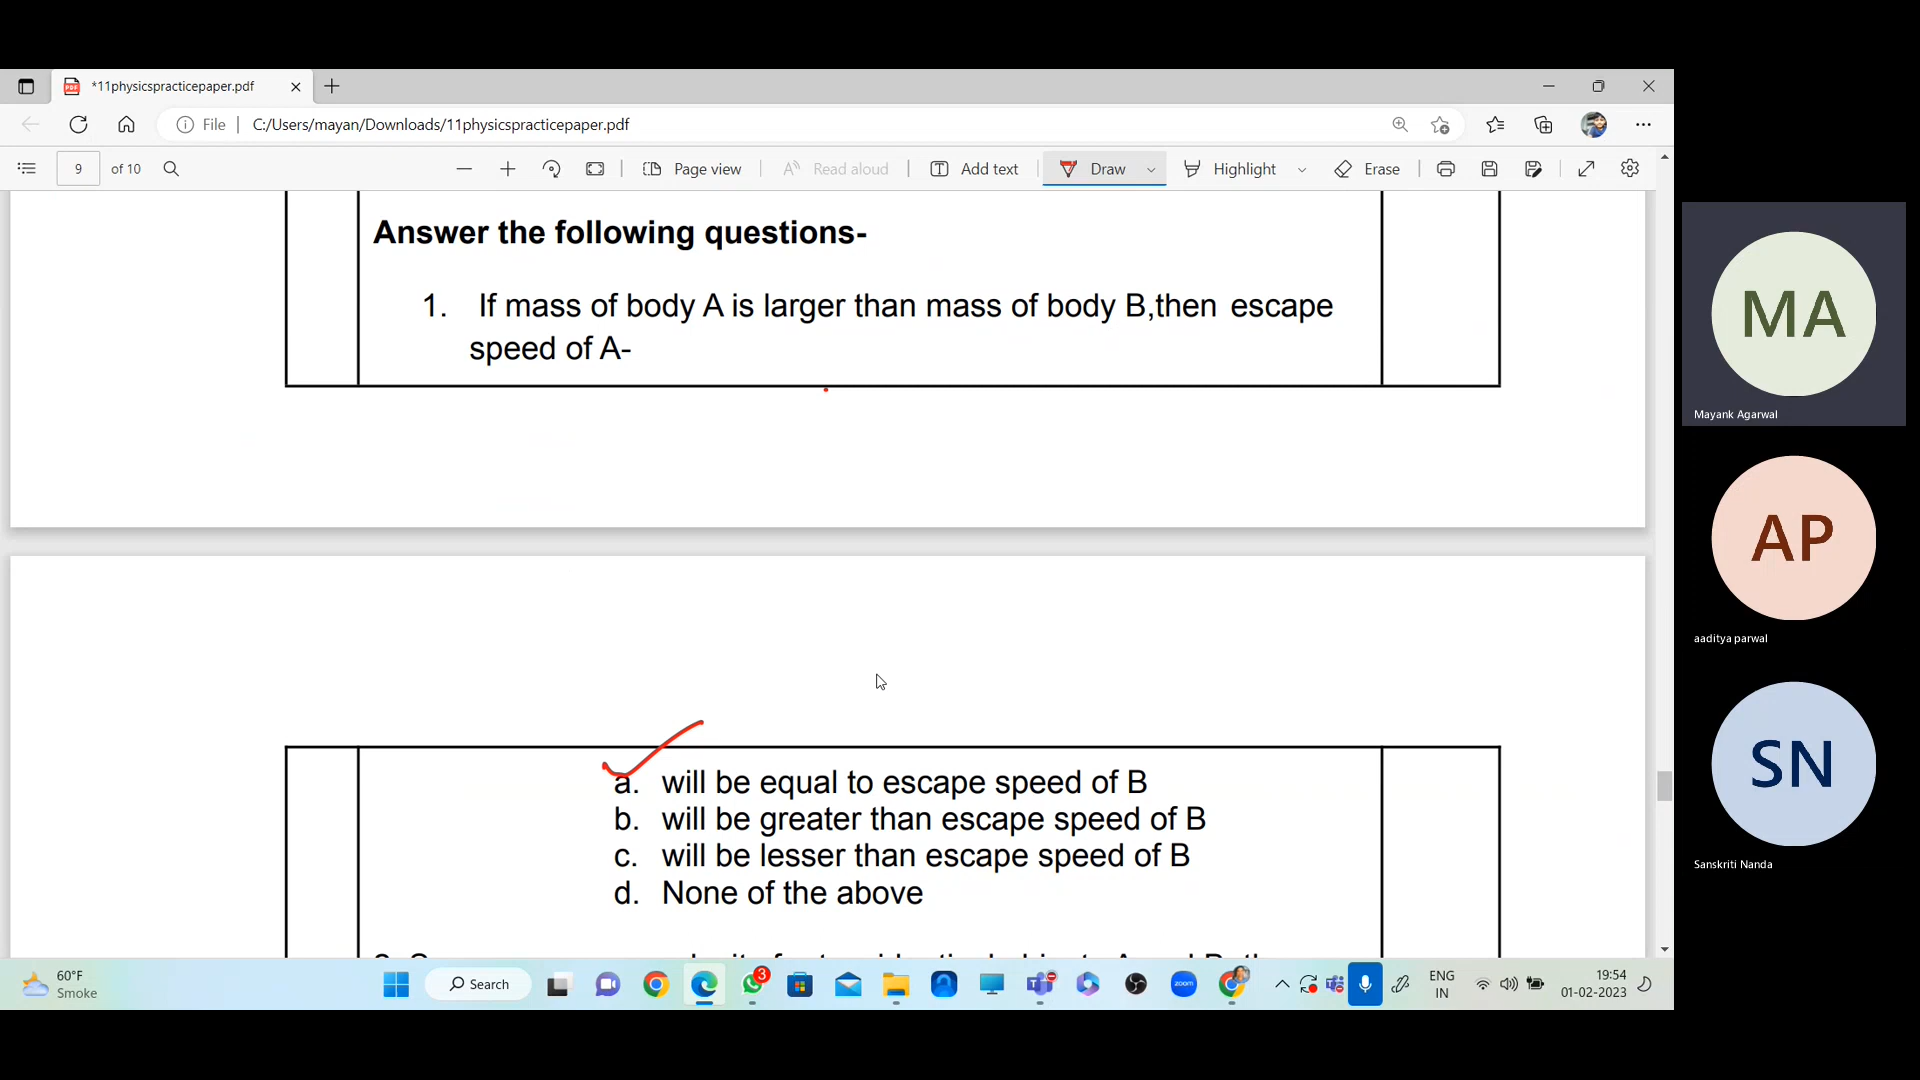 *11physicspracticepaper.pdf
File
C:/Users/mayan/Downloads/11physicspracticepaper.pdf
9 of 10
Page view
Read aloud
Add text
Draw
Highlight
Erase
Answer the following questions-
1. If mass of body A is larger than mass of body B,then escape
speed of A-
a. will be equal to escape speed of B
b. will be greater than escape speed of B
c. will be lesser than escape speed of B
d. None of the above
MA
Mayank Agarwal
AP
aaditya parwal
SN
Sanskriti Nanda
60°F
Smoke
Search
3
zoom
ENG
IN
19:54
01-02-2023